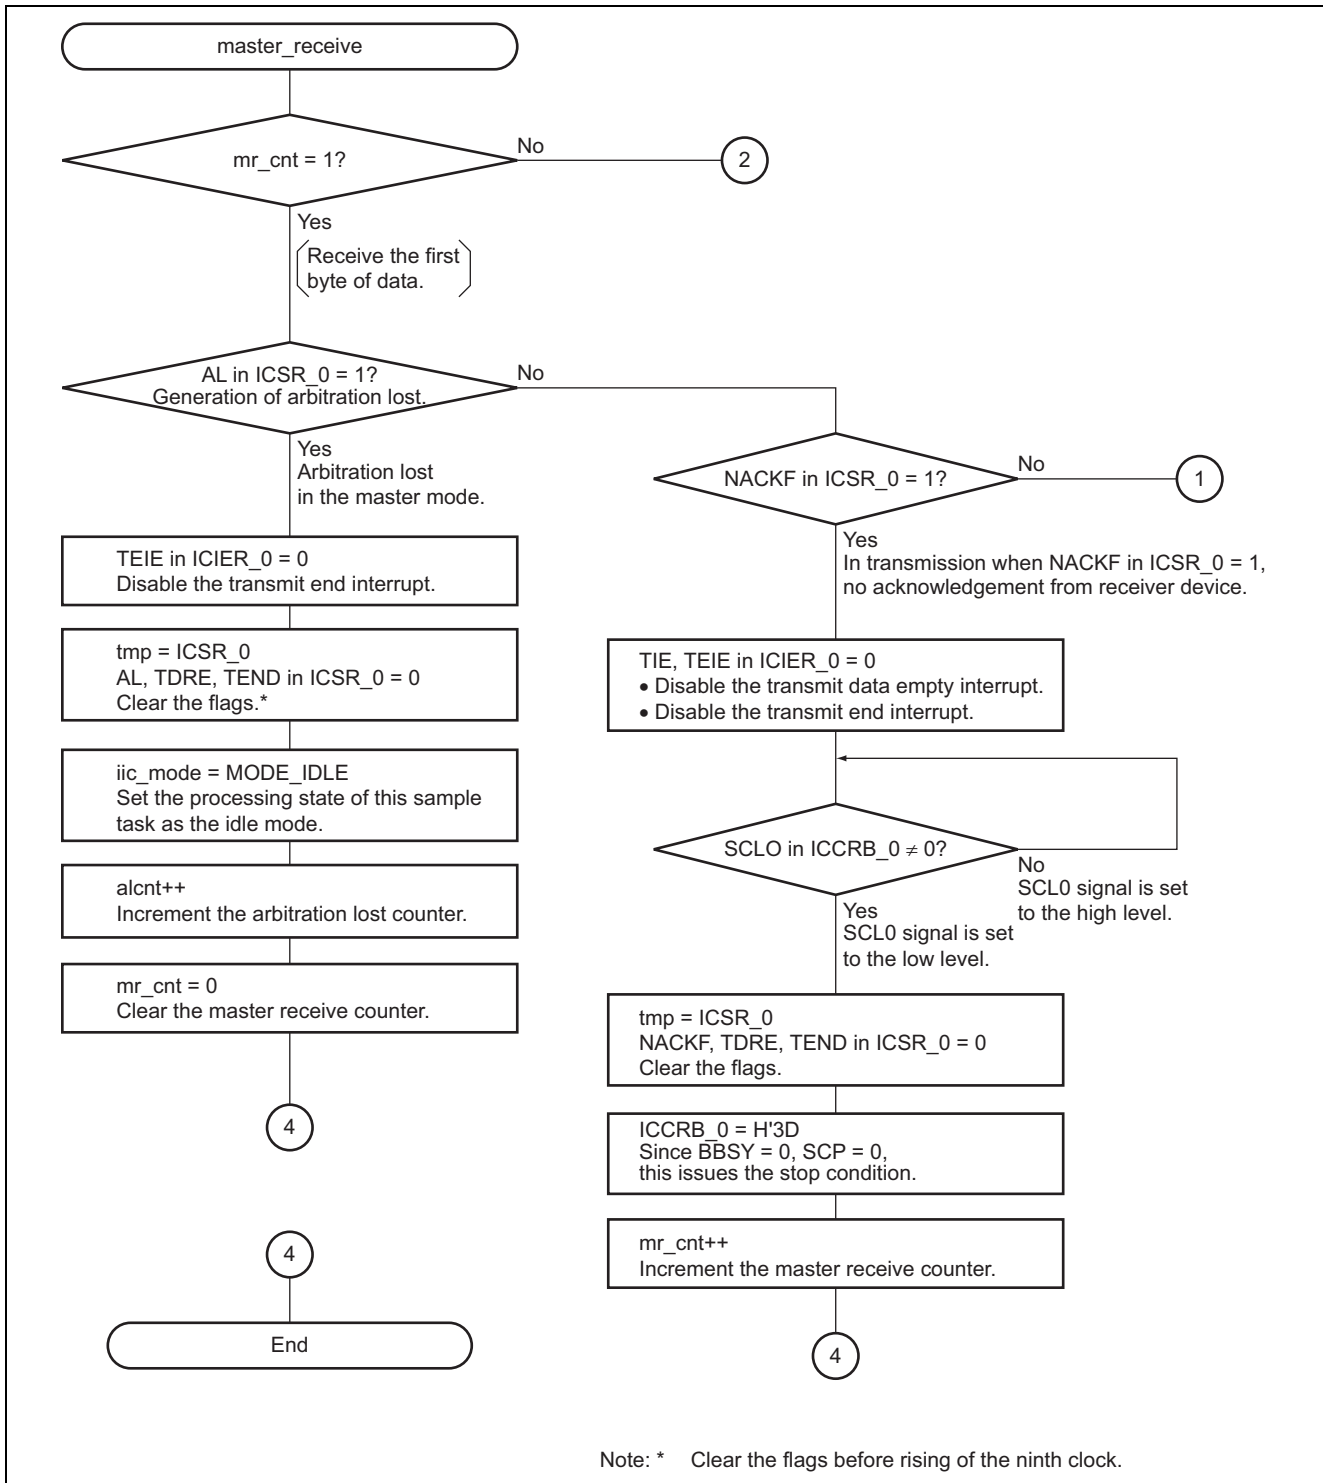 master_receive
mr_cnt = 1?
No
2
Yes
Receive the first
byte of data.
AL in ICSR_0 = 1?
Generation of arbitration lost.
No
Yes
Arbitration lost
in the master mode.
NACKF in ICSR_0 = 1?
No
1
Yes
In transmission when NACKF in ICSR_0 = 1,
no acknowledgement from receiver device.
TEIE in ICIER_0 = 0
Disable the transmit end interrupt.
tmp = ICSR_0
AL, TDRE, TEND in ICSR_0 = 0
Clear the flags.*
iic_mode = MODE_IDLE
Set the processing state of this sample
task as the idle mode.
alcnt++
Increment the arbitration lost counter.
mr_cnt = 0
Clear the master receive counter.
4
4
End
TIE, TEIE in ICIER_0 = 0
• Disable the transmit data empty interrupt.
• Disable the transmit end interrupt.
SCLO in ICCRB_0 ≠ 0?
No
SCL0 signal is set
to the high level.
Yes
SCL0 signal is set
to the low level.
tmp = ICSR_0
NACKF, TDRE, TEND in ICSR_0 = 0
Clear the flags.
ICCRB_0 = H'3D
Since BBSY = 0, SCP = 0,
this issues the stop condition.
mr_cnt++
Increment the master receive counter.
4
Note: * Clear the flags before rising of the ninth clock.